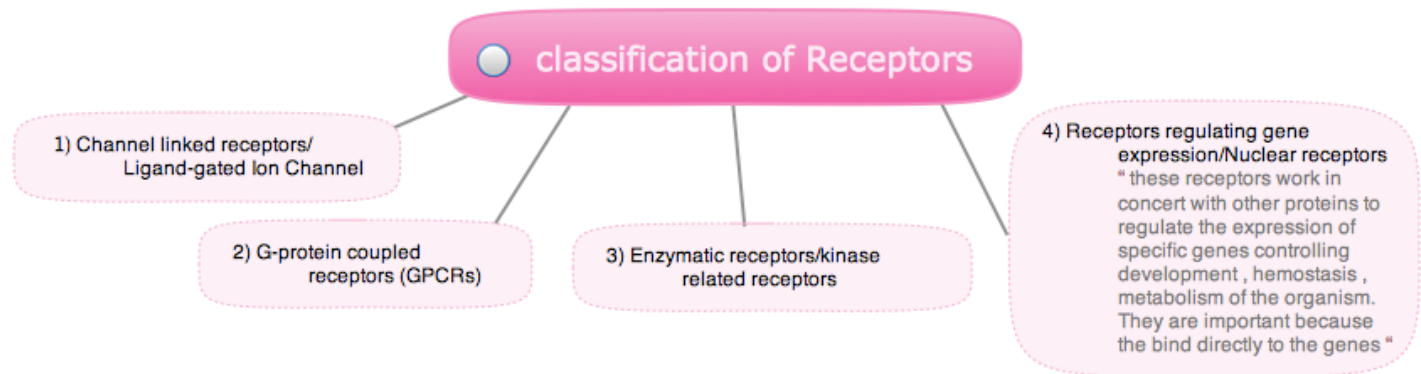 classification of Receptors
1) Channel linked receptors/
Ligand-gated Ion Channel
2) G-protein coupled
receptors (GPCRs)
3) Enzymatic receptors/kinase
related receptors
4) Receptors regulating gene
expression/Nuclear receptors
“ these receptors work in
concert with other proteins to
regulate the expression of
specific genes controlling
development , hemostasis ,
metabolism of the organism.
They are important because
the bind directly to the genes “